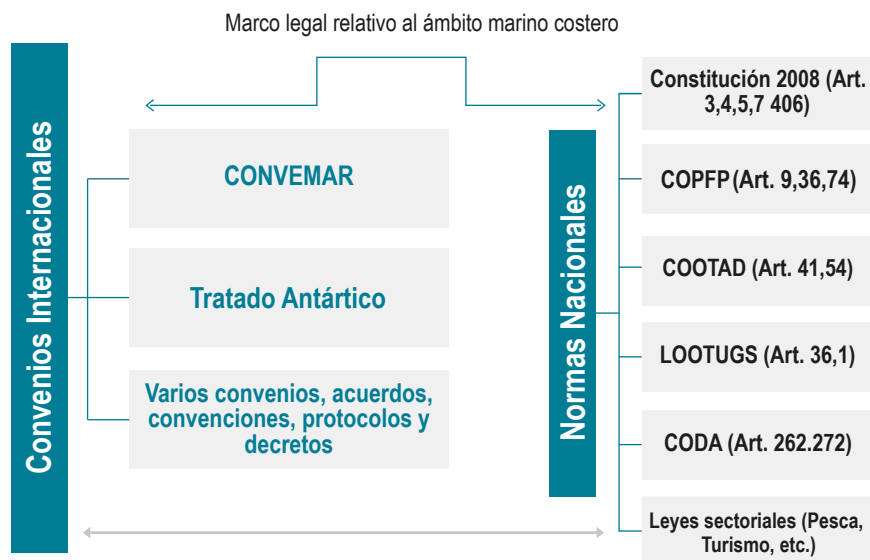 Marco legal relativo al ámbito marino costero
Convenios Internacionales
CONVEMAR
Tratado Antártico
Varios convenios, acuerdos,
convenciones, protocolos y
decretos
Normas Nacionales
Constitución 2008 (Art.
3,4,5,7 406)
COPFP (Art. 9,36,74)
COOTAD (Art. 41,54)
LOOTUGS (Art. 36,1)
CODA (Art. 262.272)
Leyes sectoriales (Pesca,
Turismo, etc.)